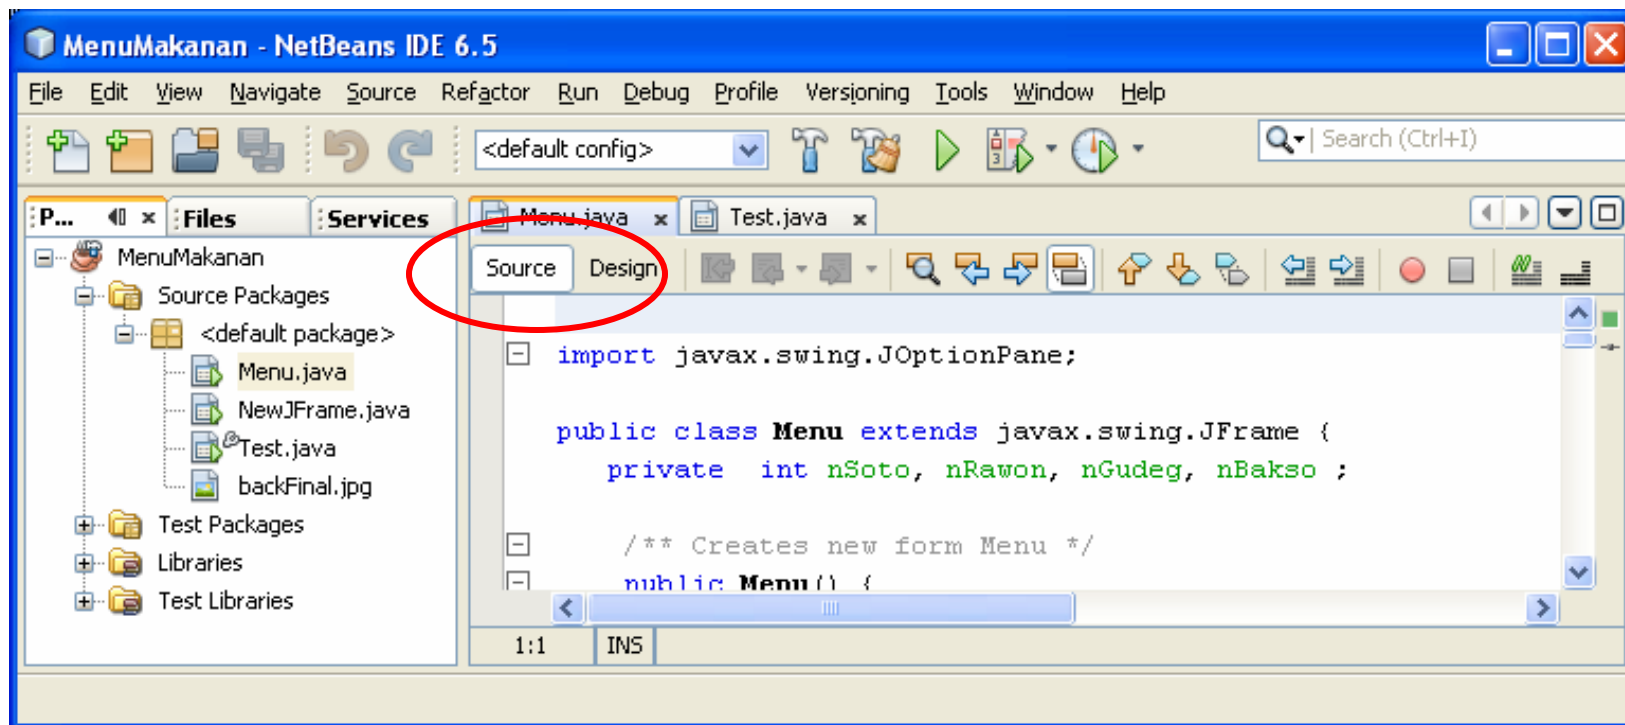 MenuMakanan - NetBeans IDE 6.5
File Edit View Navigate Source Refactor Run Debug Profile Versioning Tools Window Help
<default config> Search (Ctrl+I)
P... Files Services
MenuMakanan
Source Packages
<default package>
Menu.java
NewJFrame.java
Test.java
backFinal.jpg
Test Packages
Libraries
Test Libraries
Menu.java Test.java
Source Design
import javax.swing.JOptionPane;
public class Menu extends javax.swing.JFrame {
private int nSoto, nRawon, nGudeg, nBakso ;
/** Creates new form Menu */
public Menu() {
1:1 INS